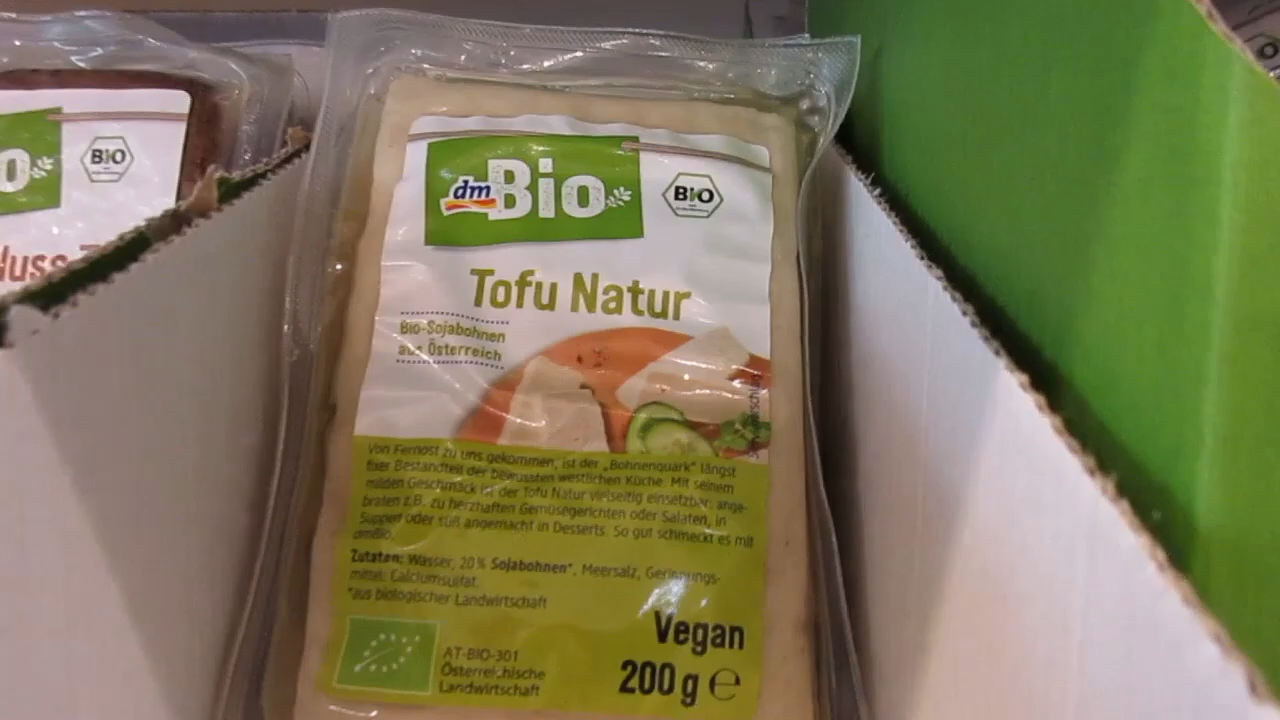 BIO
dm Bio
BIO
Tofu Natur
Bio-Sojabohnen
aus Österreich
Von Fernost zu uns gekommen, ist der „Bohnenquark" längst
fixer Bestandteil der bewussten westlichen Küche. Mit seinem
milden Geschmack ist der Tofu Natur vielseitig einsetzbar: ange-
braten z.B. zu herzhaften Gemüsegerichten oder Salaten, in
Suppen oder süß angemacht in Desserts. So gut schmeckt es mit
dmBio.
Zutaten: Wasser, 20% Sojabohnen*, Meersalz, Gerinnungs-
mittel: Calciumsulfat.
*aus biologischer Landwirtschaft
Vegan
200 g e
AT-BIO-301
Österreichische
Landwirtschaft